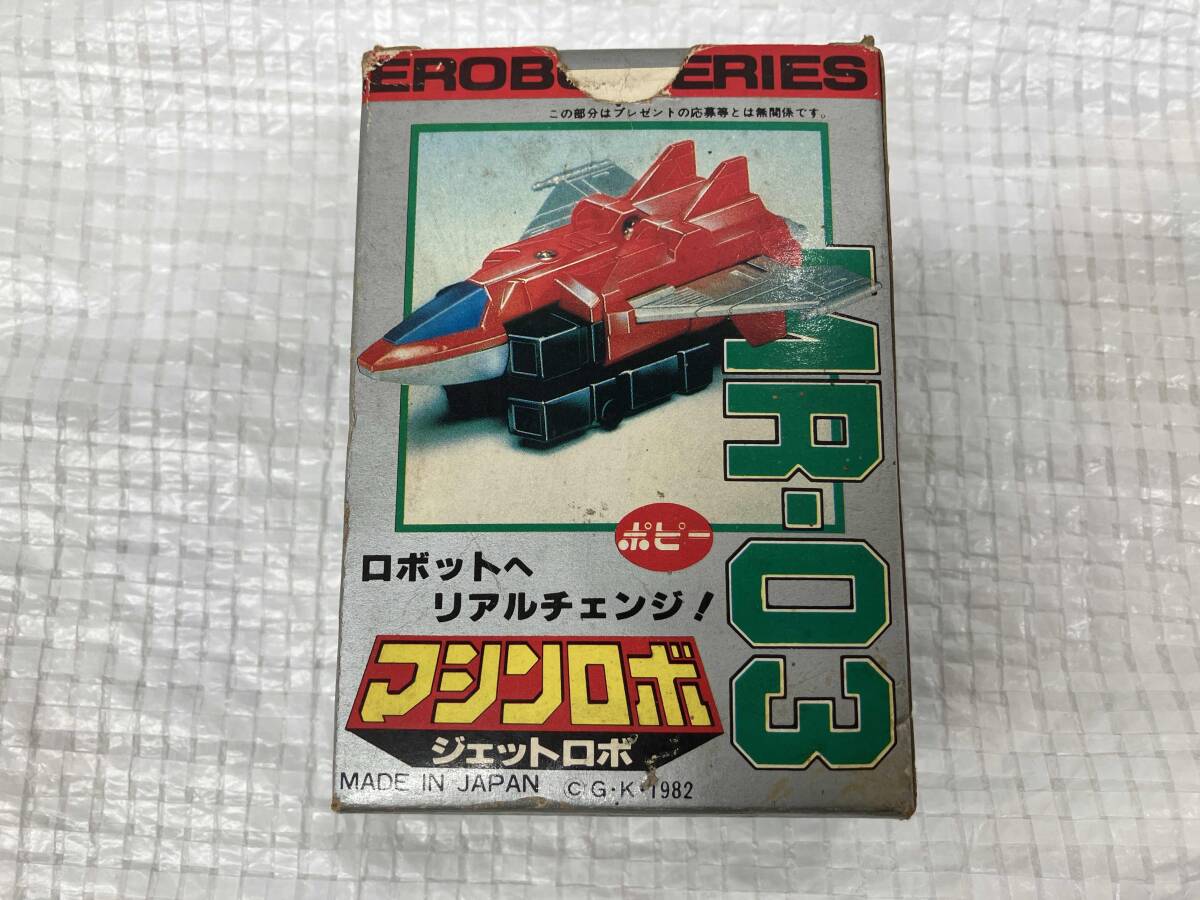 EROBO SERIES
この部分はプレゼントの応募等とは無関係です。
MR-03
ポピー
ロボットへ
リアルチェンジ!
マシンロボ
ジェットロボ
MADE IN JAPAN ©G・K・1982